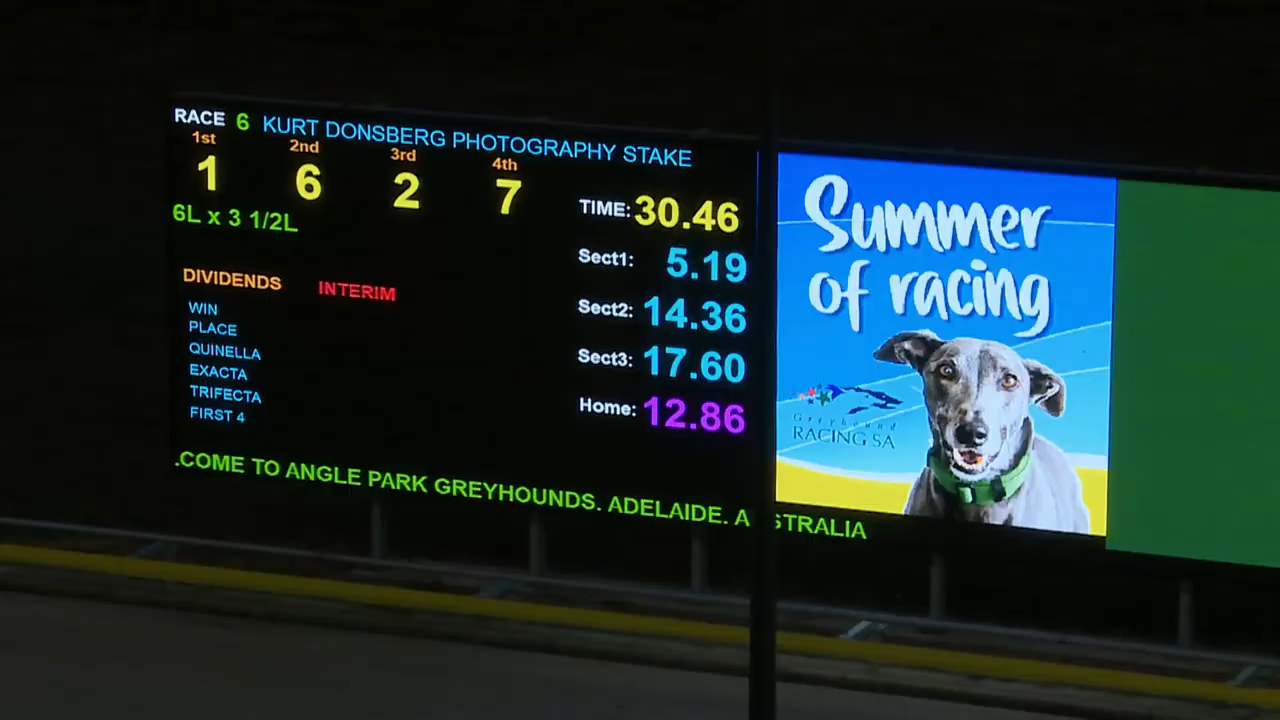 RACE 6 KURT DONSBERG PHOTOGRAPHY STAKE
1st 2nd 3rd 4th
1 6 2 7
6L x 3 1/2L
TIME: 30.46
Sect1: 5.19
Sect2: 14.36
Sect3: 17.60
Home: 12.86
DIVIDENDS INTERIM
WIN
PLACE
QUINELLA
EXACTA
TRIFECTA
FIRST 4
.COME TO ANGLE PARK GREYHOUNDS. ADELAIDE. A STRALIA
Summer
of racing
Greyhound
RACING SA